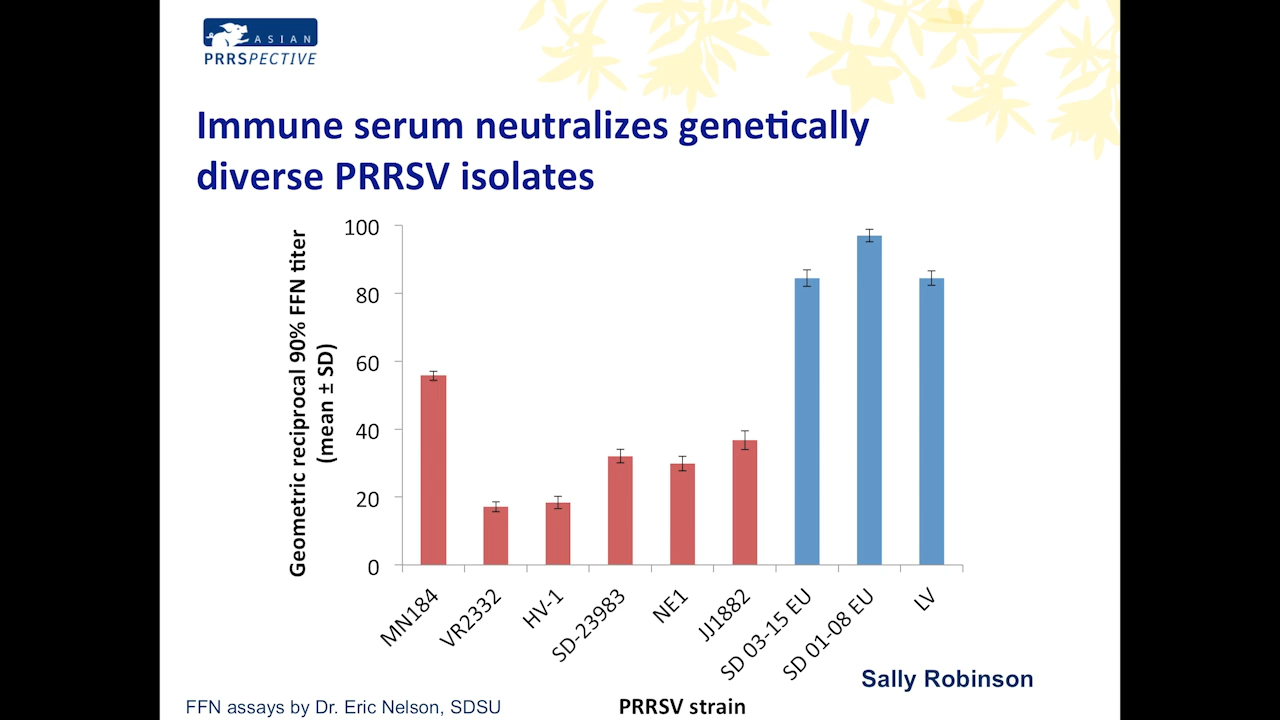 ASIAN
PRRSPECTIVE
Immune serum neutralizes genetically
diverse PRRSV isolates
Geometric reciprocal 90% FFN titer
(mean ± SD)
100
80
60
40
20
0
MN184
VR2332
HV-1
SD-23983
NE1
JJ1882
SD 03-15 EU
SD 01-08 EU
LV
Sally Robinson
FFN assays by Dr. Eric Nelson, SDSU
PRRSV strain